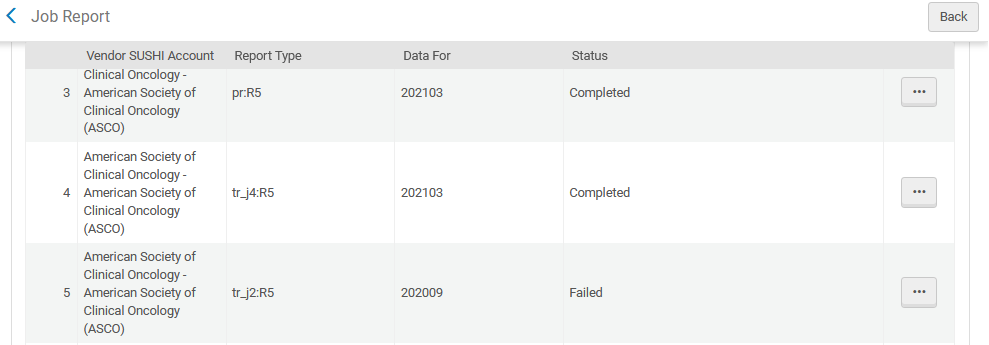 Job Report
Back
Vendor SUSHI Account Report Type Data For Status
Clinical Oncology -
American Society of
Clinical Oncology
(ASCO)
3 pr:R5 202103 Completed ...
American Society of
Clinical Oncology -
American Society of
Clinical Oncology
(ASCO)
4 tr_j4:R5 202103 Completed ...
American Society of
Clinical Oncology -
American Society of
Clinical Oncology
(ASCO)
5 tr_j2:R5 202009 Failed ...